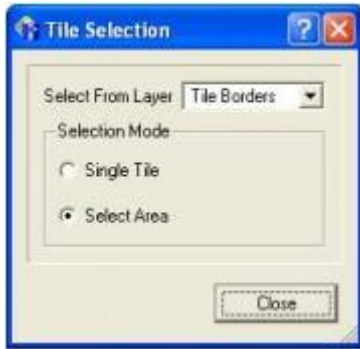 Tile Selection
Select From Layer Tile Borders
Selection Mode
Single Tile
Select Area
Close